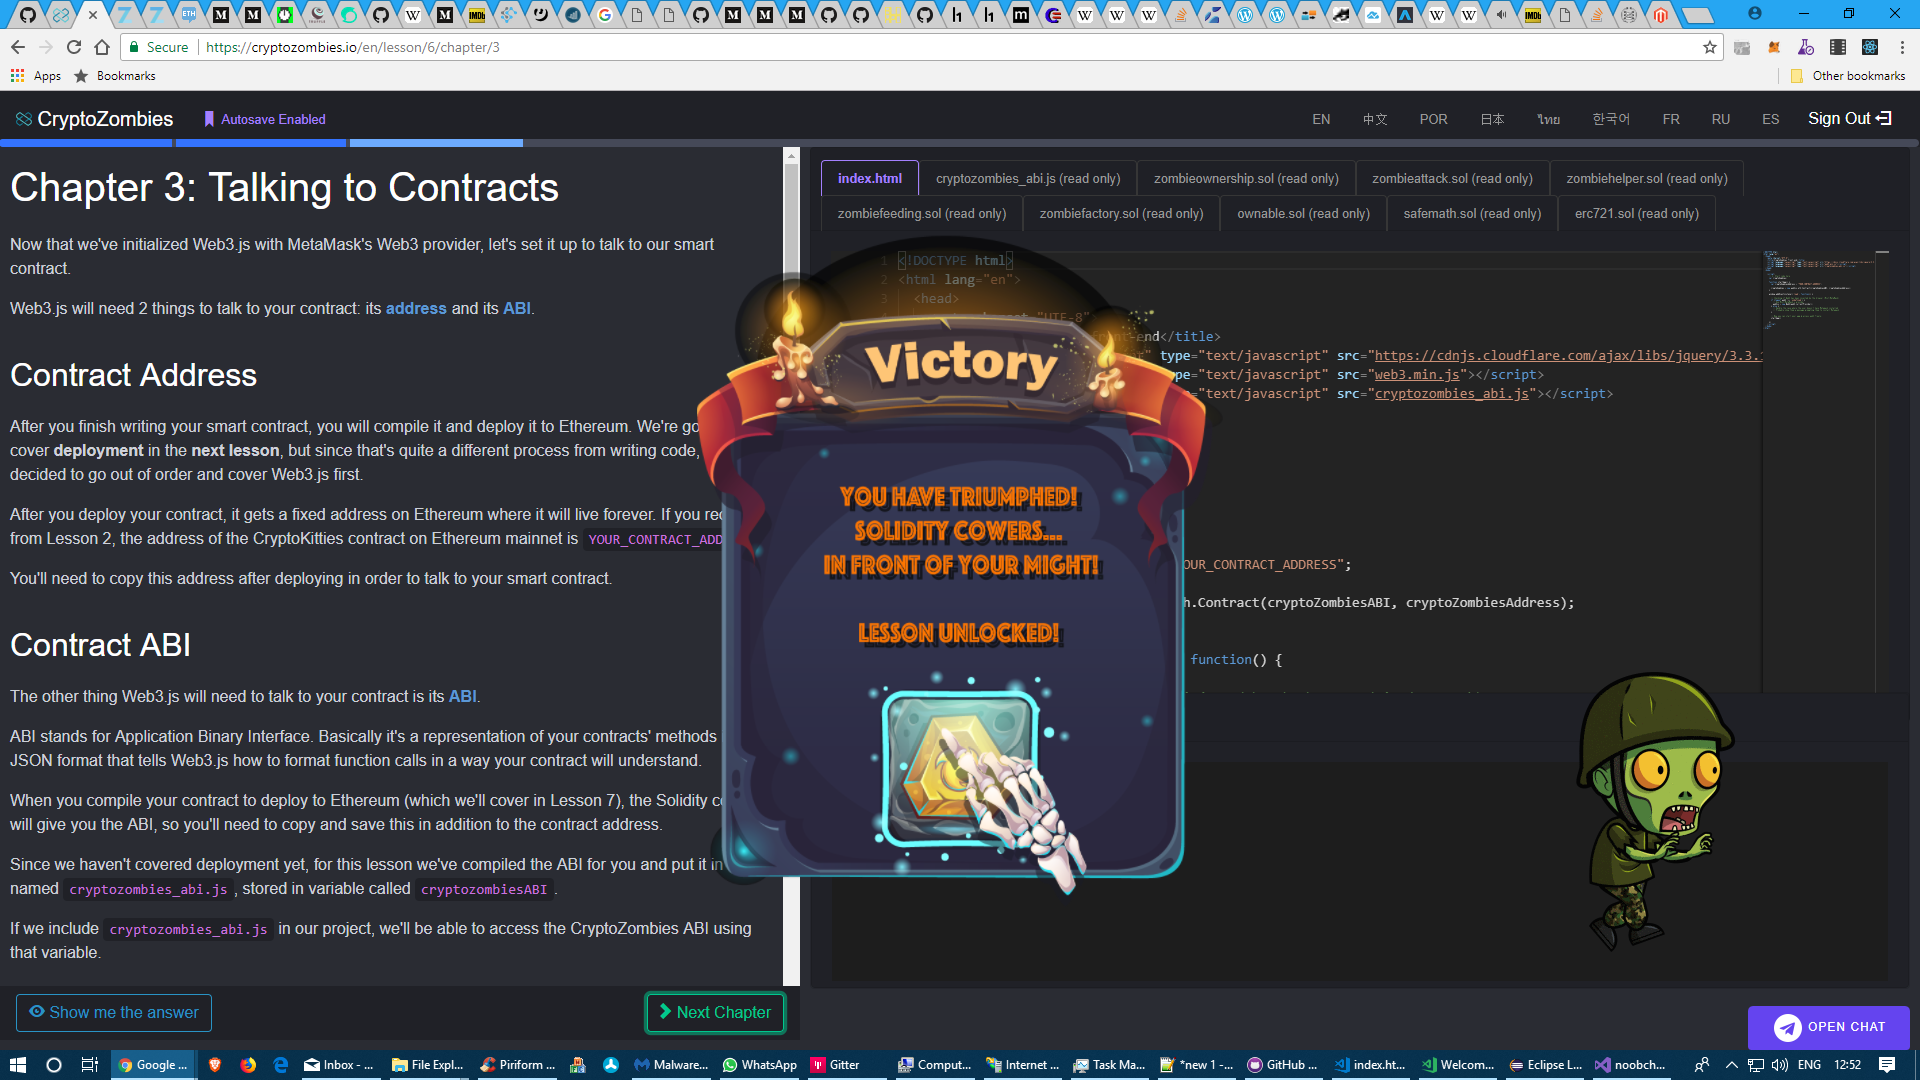 Secure
https://cryptozombies.io/en/lesson/6/chapter/3
Apps
Bookmarks
Other bookmarks
CryptoZombies
Autosave Enabled
EN
中文
POR
日本
ไทย
한국어
FR
RU
ES
Sign Out
Chapter 3: Talking to Contracts
Now that we've initialized Web3.js with MetaMask's Web3 provider, let's set it up to talk to our smart
contract.
Web3.js will need 2 things to talk to your contract: its address and its ABI.
Contract Address
After you finish writing your smart contract, you will compile it and deploy it to Ethereum. We're go
cover deployment in the next lesson, but since that's quite a different process from writing code,
decided to go out of order and cover Web3.js first.
After you deploy your contract, it gets a fixed address on Ethereum where it will live forever. If you rec
from Lesson 2, the address of the CryptoKitties contract on Ethereum mainnet is YOUR_CONTRACT_ADD
You'll need to copy this address after deploying in order to talk to your smart contract.
Contract ABI
The other thing Web3.js will need to talk to your contract is its ABI.
ABI stands for Application Binary Interface. Basically it's a representation of your contracts' methods
JSON format that tells Web3.js how to format function calls in a way your contract will understand.
When you compile your contract to deploy to Ethereum (which we'll cover in Lesson 7), the Solidity co
will give you the ABI, so you'll need to copy and save this in addition to the contract address.
Since we haven't covered deployment yet, for this lesson we've compiled the ABI for you and put it in
named cryptozombies_abi.js, stored in variable called cryptozombiesABI.
If we include cryptozombies_abi.js in our project, we'll be able to access the CryptoZombies ABI using
that variable.
Show me the answer
Next Chapter
index.html
cryptozombies_abi.js (read only)
zombieownership.sol (read only)
zombieattack.sol (read only)
zombiehelper.sol (read only)
zombiefeeding.sol (read only)
zombiefactory.sol (read only)
ownable.sol (read only)
safemath.sol (read only)
erc721.sol (read only)
1 <!DOCTYPE html>
2 <html lang="en">
3 <head>
"UTF-8"
end</title>
type="text/javascript" src="https://cdnjs.cloudflare.com/ajax/libs/jquery/3.3.
pe="text/javascript" src="web3.min.js"></script>
="text/javascript" src="cryptozombies_abi.js"></script>
OUR_CONTRACT_ADDRESS";
h.Contract(cryptoZombiesABI, cryptoZombiesAddress);
function() {
Victory
YOU HAVE TRIUMPHED!
SOLIDITY COWERS...
IN FRONT OF YOUR MIGHT!
LESSON UNLOCKED!
OPEN CHAT
Google ...
Inbox - ...
File Expl...
Piriform ...
Malware...
WhatsApp
Gitter
Comput...
Internet ...
Task Ma...
*new 1 -...
GitHub ...
index.ht...
Welcom...
Eclipse L...
noobch...
ENG
12:52